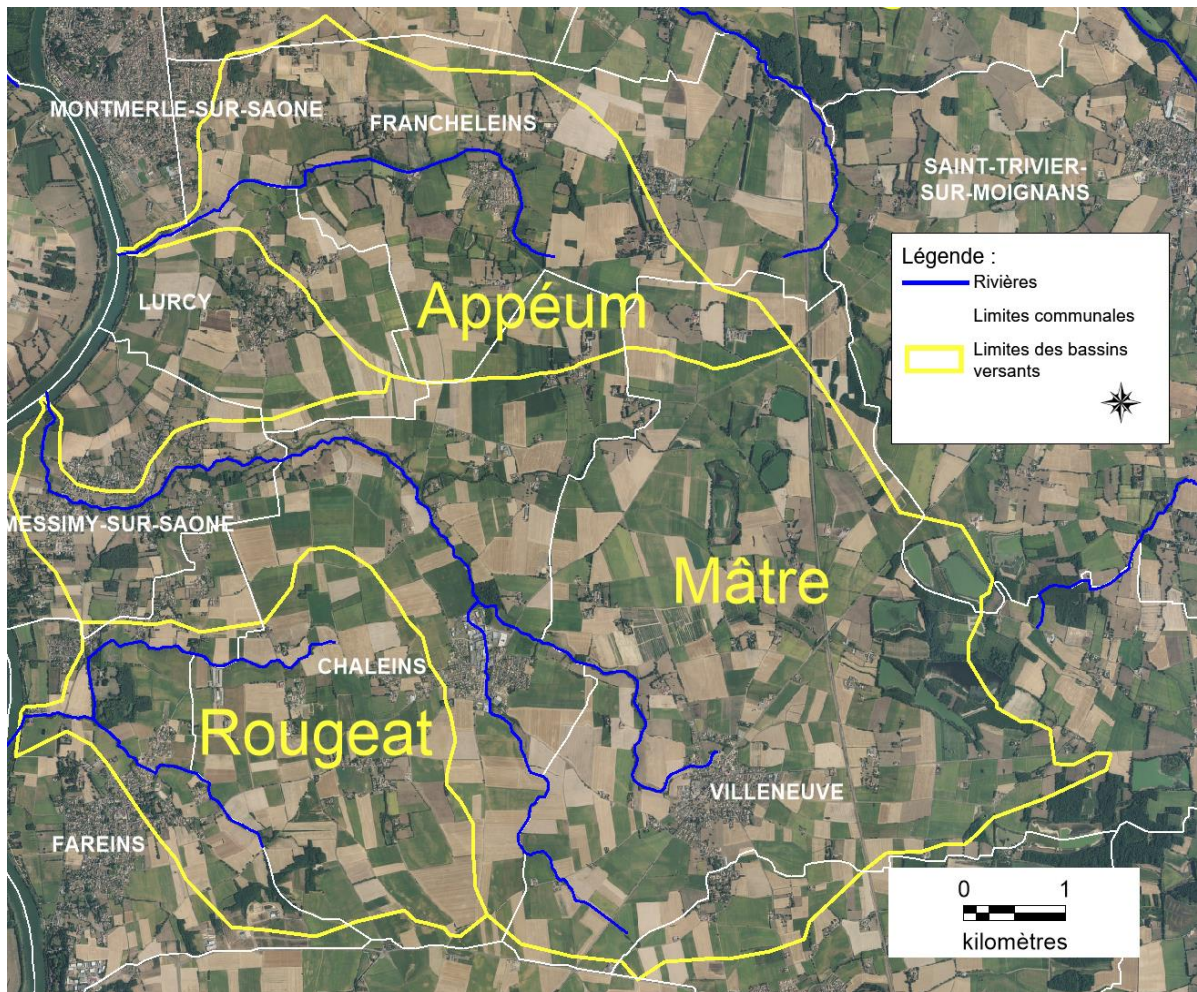 MONTMERLE-SUR-SAONE
FRANCHELEINS
SAINT-TRIVIER-
SUR-MOIGNANS
Légende :
Rivières
Limites communales
Limites des bassins
versants
LURCY
Appéum
MESSIMY-SUR-SAONE
Mâtre
CHALEINS
Rougeat
VILLENEUVE
FAREINS
0 1
kilomètres